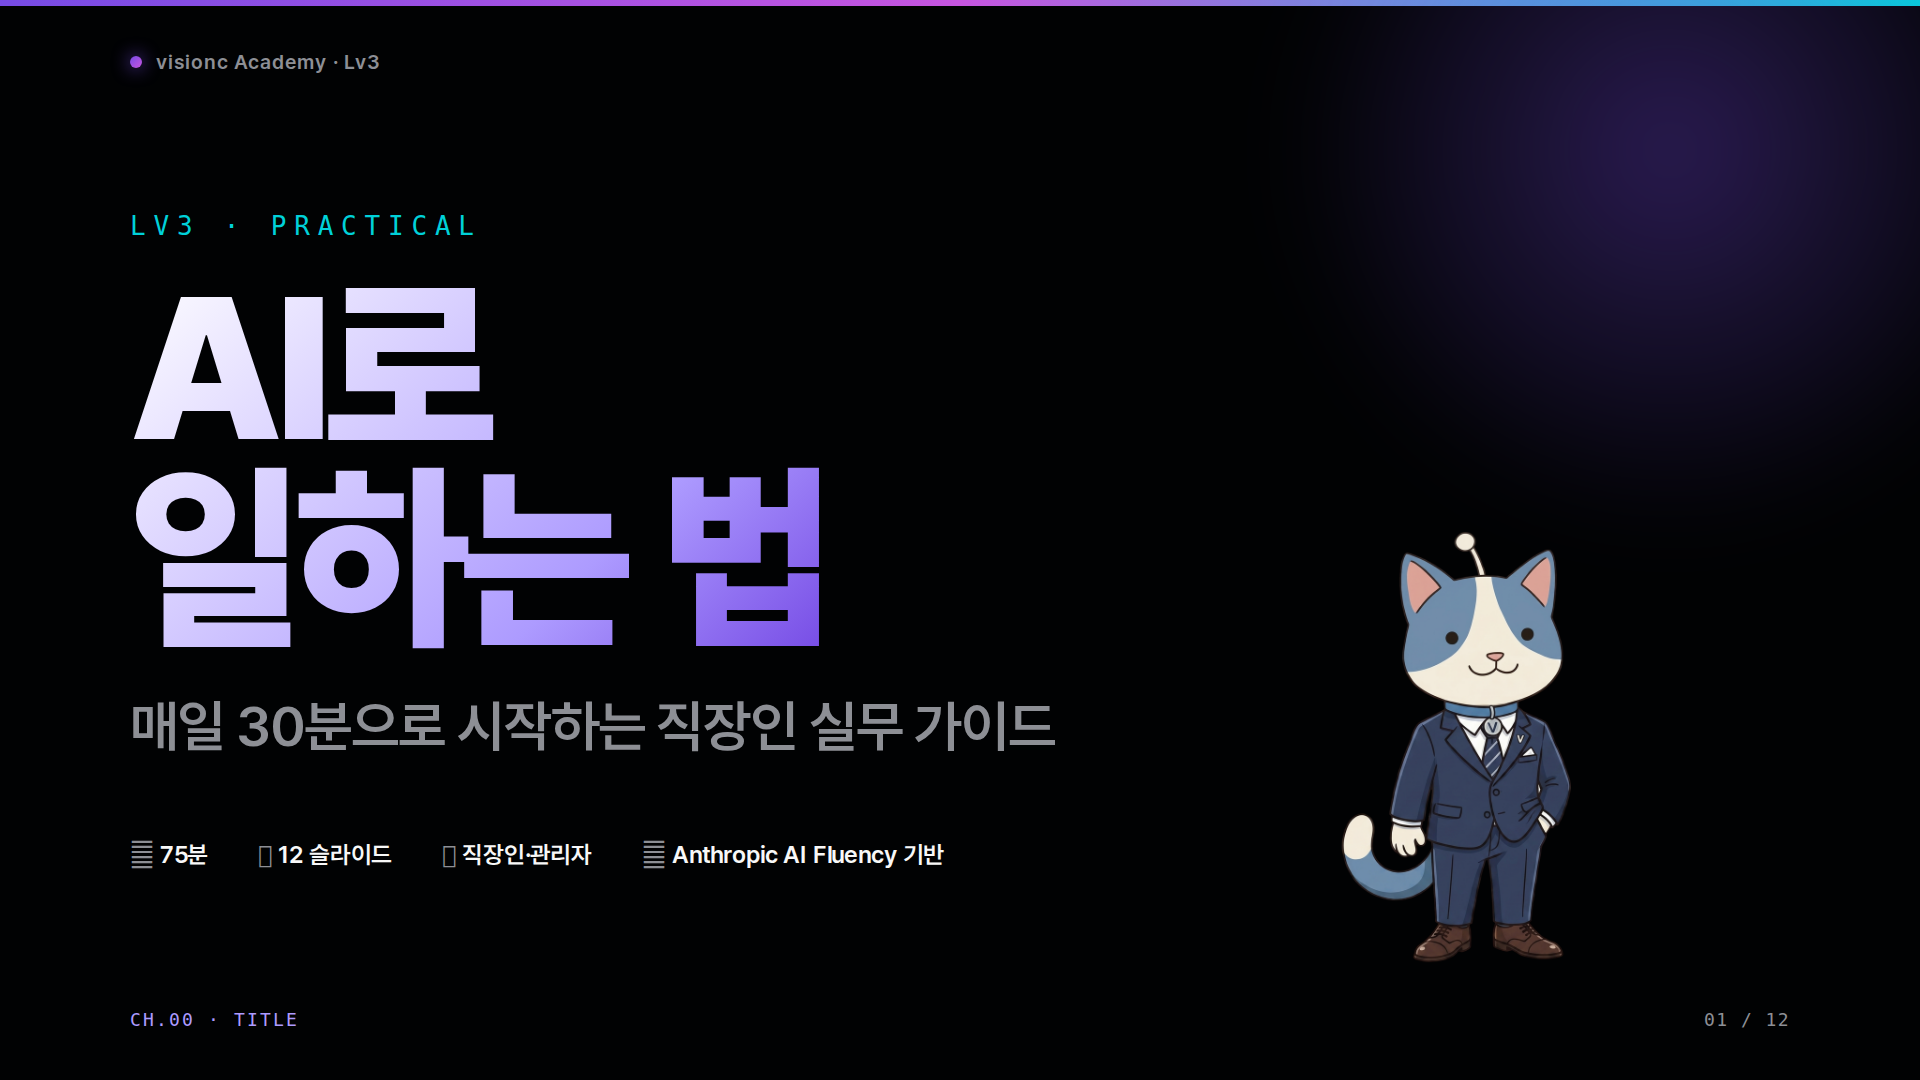 visionc Academy · Lv3
LV3 · PRACTICAL
AI로
일하는 법
매일 30분으로 시작하는 직장인 실무 가이드
75분 12 슬라이드 직장인·관리자 Anthropic AI Fluency 기반
V
V
CH.00 · TITLE
01 / 12